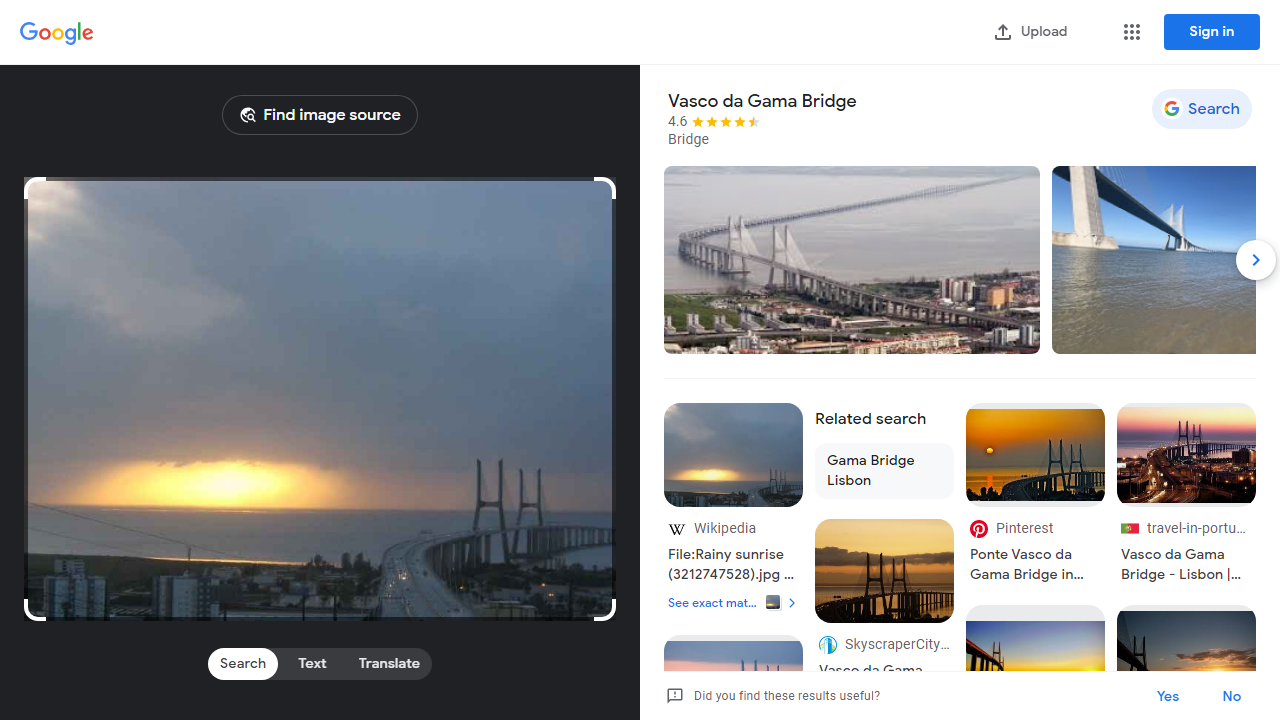 Google
Upload
Sign in
Find image source
Search
Text
Translate
Vasco da Gama Bridge
4.6
Bridge
Search
Wikipedia
File:Rainy sunrise
(3212747528).jpg ...
See exact mat...
Related search
Gama Bridge
Lisbon
SkyscraperCity...
Vasco da Gama
Pinterest
Ponte Vasco da
Gama Bridge in...
travel-in-portu...
Vasco da Gama
Bridge - Lisbon |...
Did you find these results useful?
Yes
No